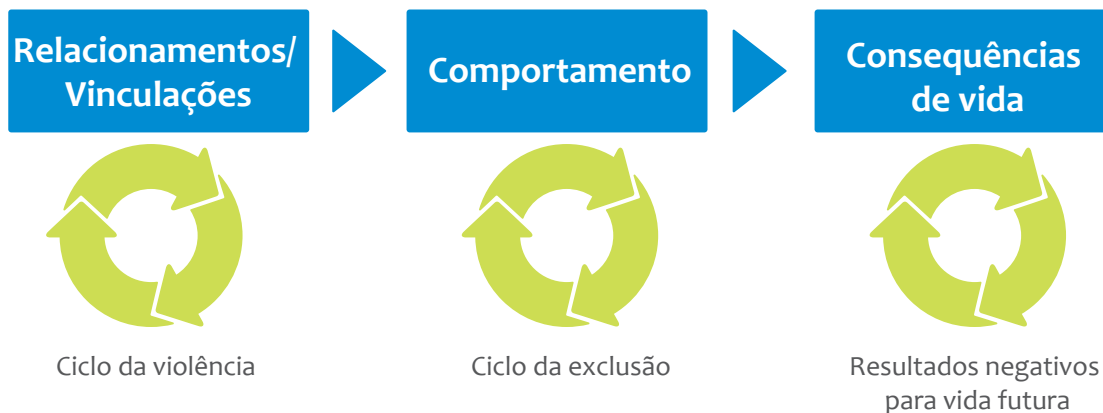 Relacionamentos/
Vinculações
Comportamento
Consequências
de vida
Ciclo da violência
Ciclo da exclusão
Resultados negativos
para vida futura